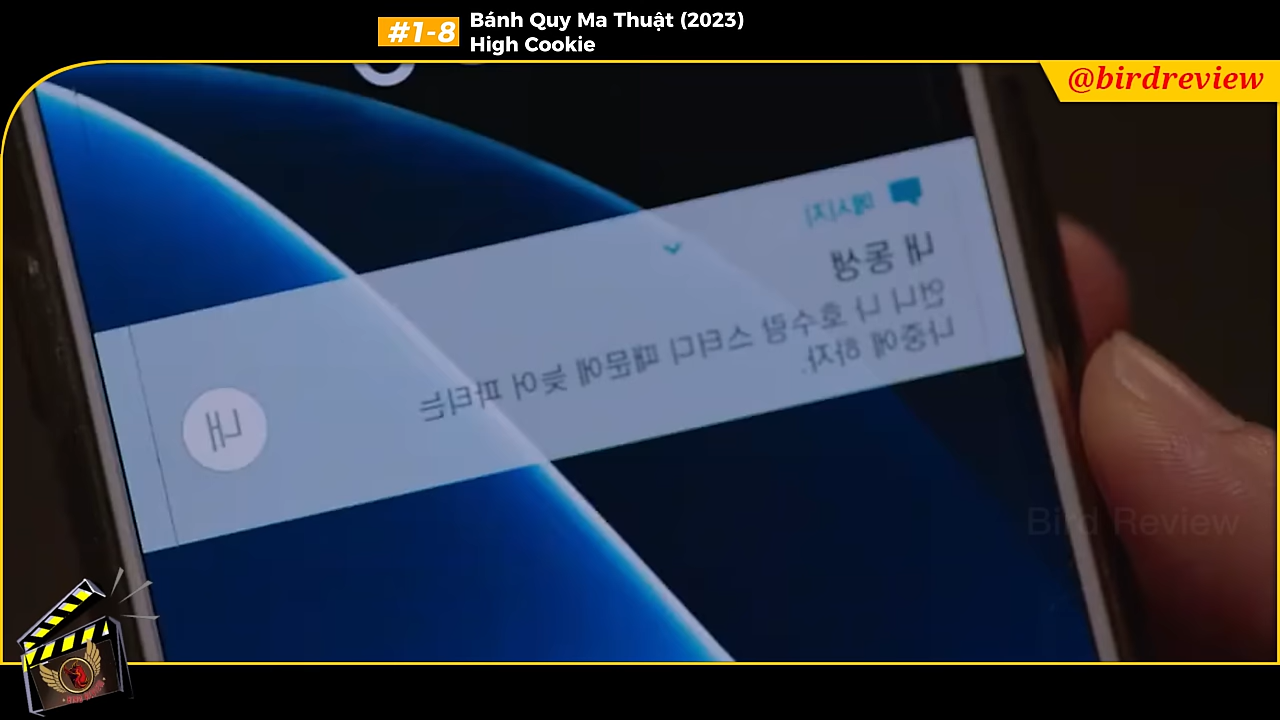 #1-8
Bánh Quy Ma Thuật (2023)
High Cookie
@birdreview
메시지
내 동생
언니 나 호수랑 스터디 때문에 늦어 파티는
나중에 하자.
내
Bird Review